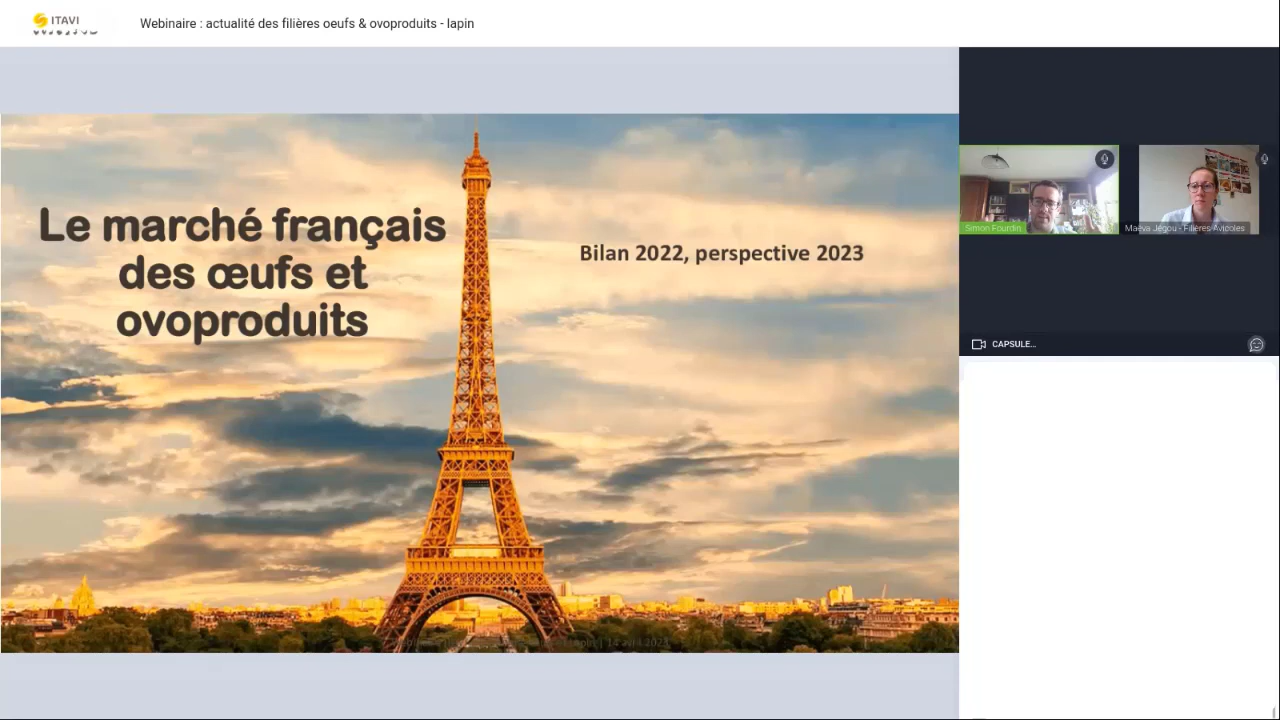 ITAVI
Webinaire : actualité des filières oeufs & ovoproduits - lapin
Le marché français
des œufs et
ovoproduits
Bilan 2022, perspective 2023
Simon Fourdin
Maëva Jégou - Filières Avicoles
CAPSULE...